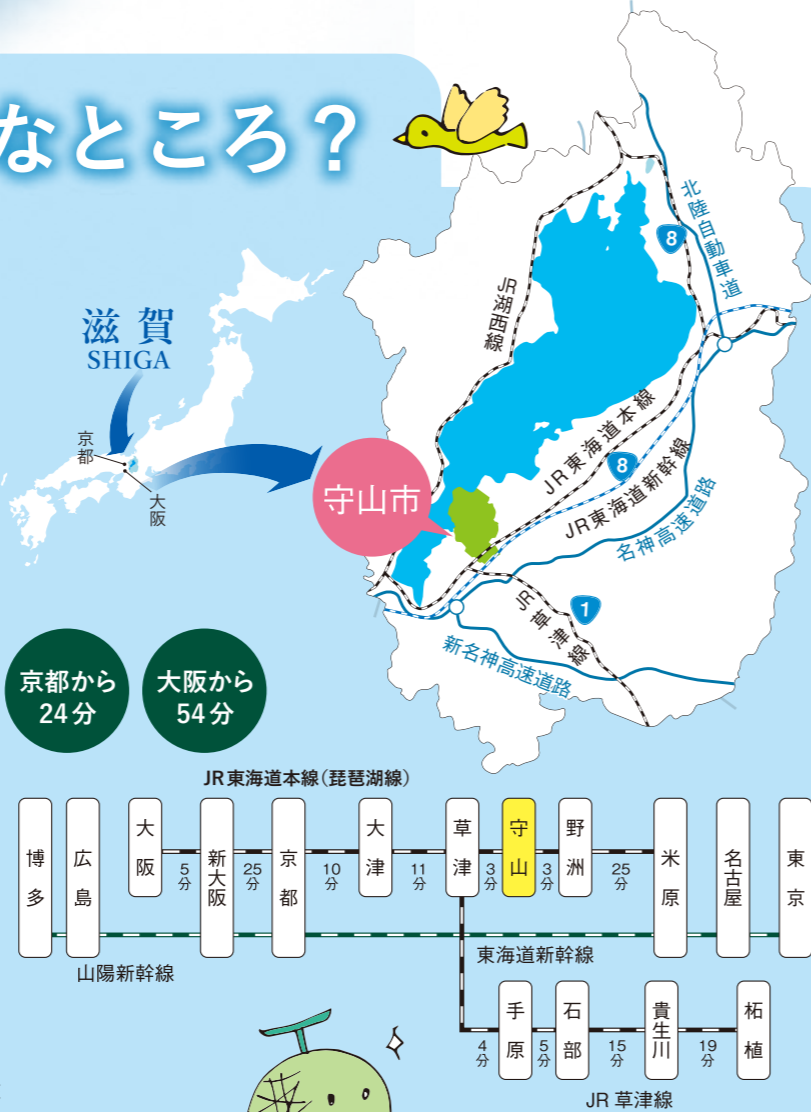 なところ？
滋賀
SHIGA
京都
大阪
守山市
JR湖西線
北陸自動車道
8
JR東海道本線
8
JR東海道新幹線
名神高速道路
1
JR草津線
新名神高速道路
京都から
24分
大阪から
54分
JR東海道本線（琵琶湖線）
博多
広島
大阪
5分
新大阪
25分
京都
10分
大津
11分
草津
3分
守山
3分
野洲
25分
米原
名古屋
東京
山陽新幹線
東海道新幹線
4分
手原
5分
石部
15分
貴生川
19分
柘植
JR 草津線